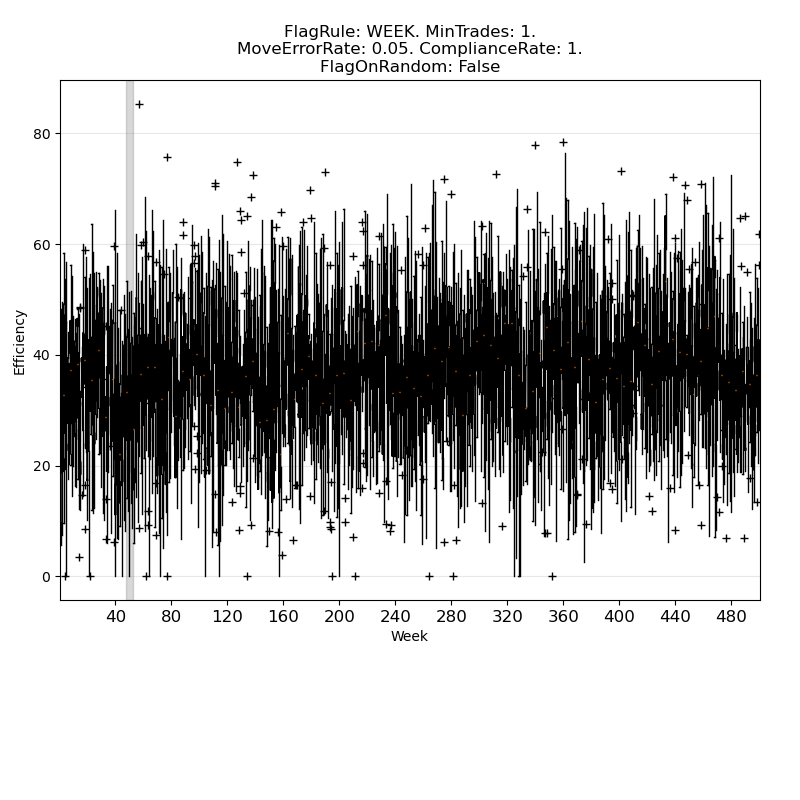 FlagRule: WEEK. MinTrades: 1.
MoveErrorRate: 0.05. ComplianceRate: 1.
FlagOnRandom: False
80
60
40
20
0
Efficiency
40 80 120 160 200 240 280 320 360 400 440 480
Week